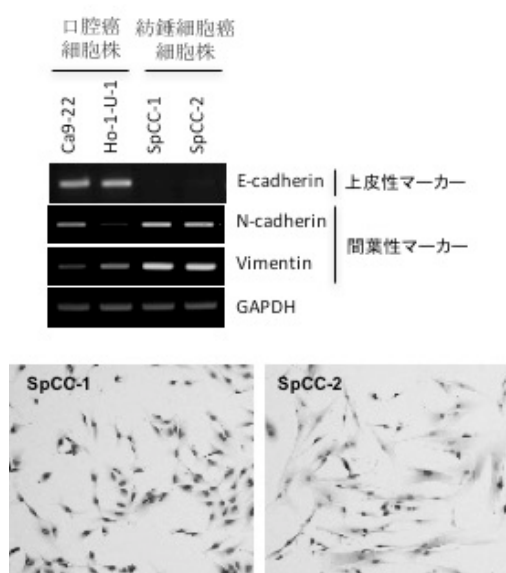 口腔癌
細胞株
紡錘細胞癌
細胞株
Ca9-22
Ho-1-U-1
SpCC-1
SpCC-2
E-cadherin
上皮性マーカー
N-cadherin
Vimentin
間葉性マーカー
GAPDH
SpCC-1
SpCC-2